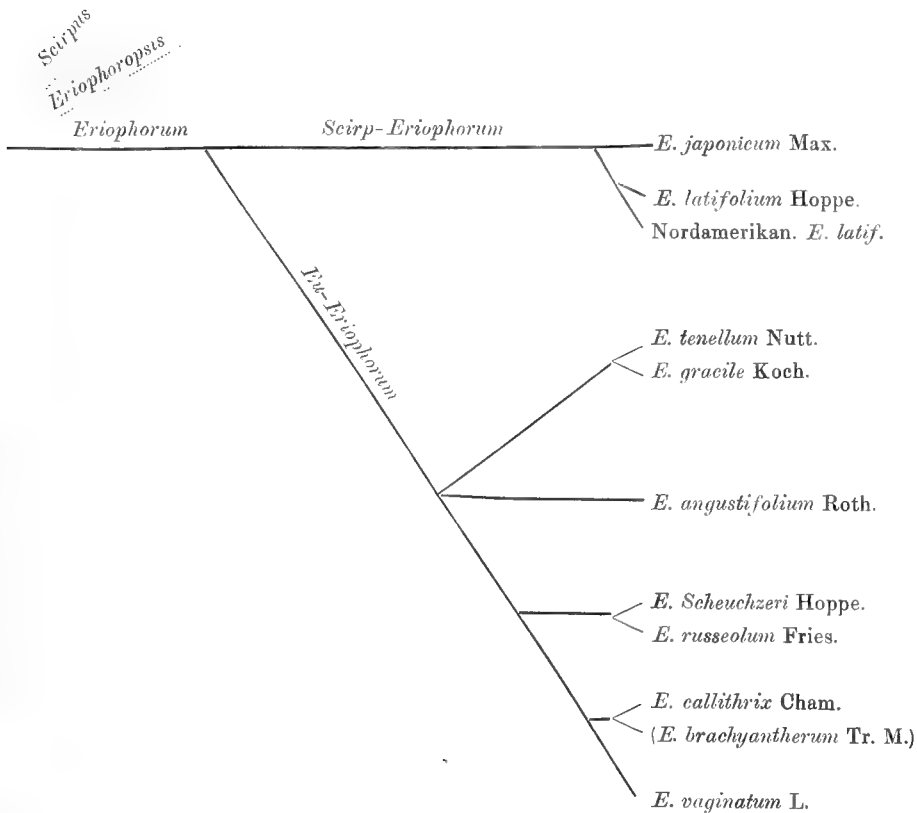 Scirpus
Eriophoropsis
Eriophorum
Scirp-Eriophorum
E. japonicum Max.
E. latifolium Hoppe.
Nordamerikan. E. latif.
Eu-Eriophorum
E. tenellum Nutt.
E. gracile Koch.
E. angustifolium Roth.
E. Scheuchzeri Hoppe.
E. russeolum Fries.
E. callithrix Cham.
(E. brachyantherum Tr. M.)
E. vaginatum L.